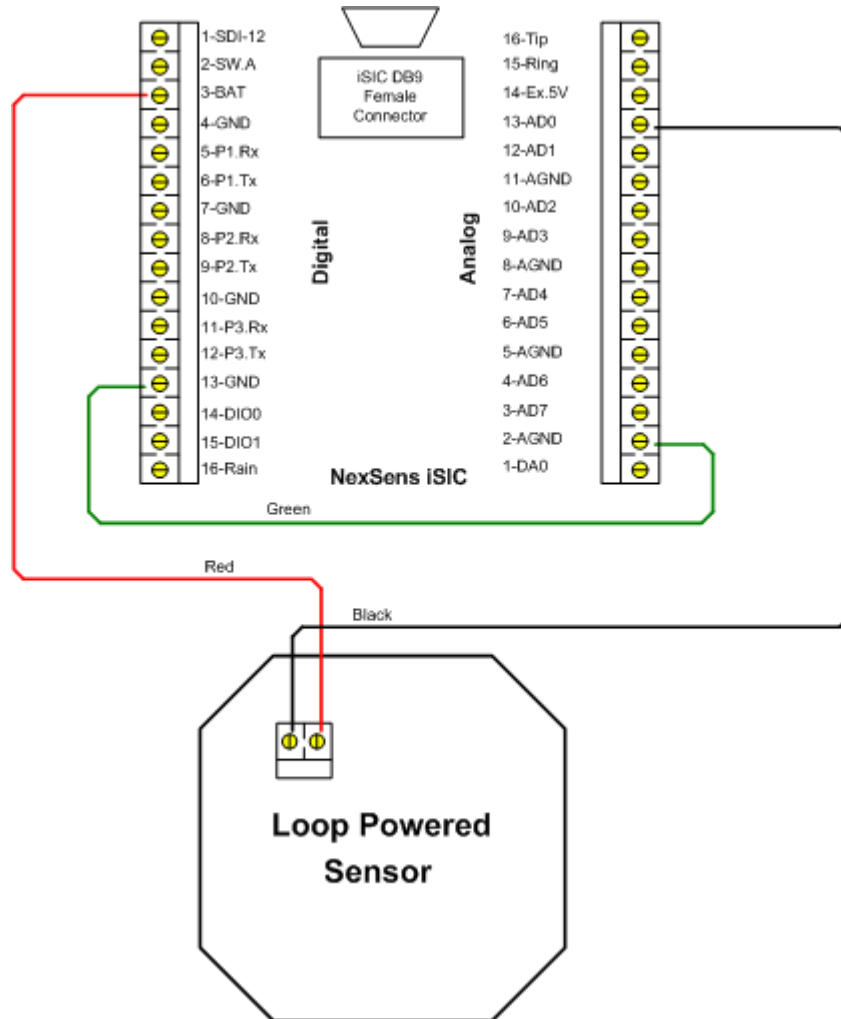 1-SDI-12
2-SW.A
3-BAT
4-GND
5-P1.Rx
6-P1.Tx
7-GND
8-P2.Rx
9-P2.Tx
10-GND
11-P3.Rx
12-P3.Tx
13-GND
14-DIO0
15-DIO1
16-Rain
Digital
iSIC DB9
Female
Connector
Analog
16-Tip
15-Ring
14-Ex.5V
13-AD0
12-AD1
11-AGND
10-AD2
9-AD3
8-AGND
7-AD4
6-AD5
5-AGND
4-AD6
3-AD7
2-AGND
1-DA0
NexSens iSIC
Green
Red
Black
Loop Powered
Sensor